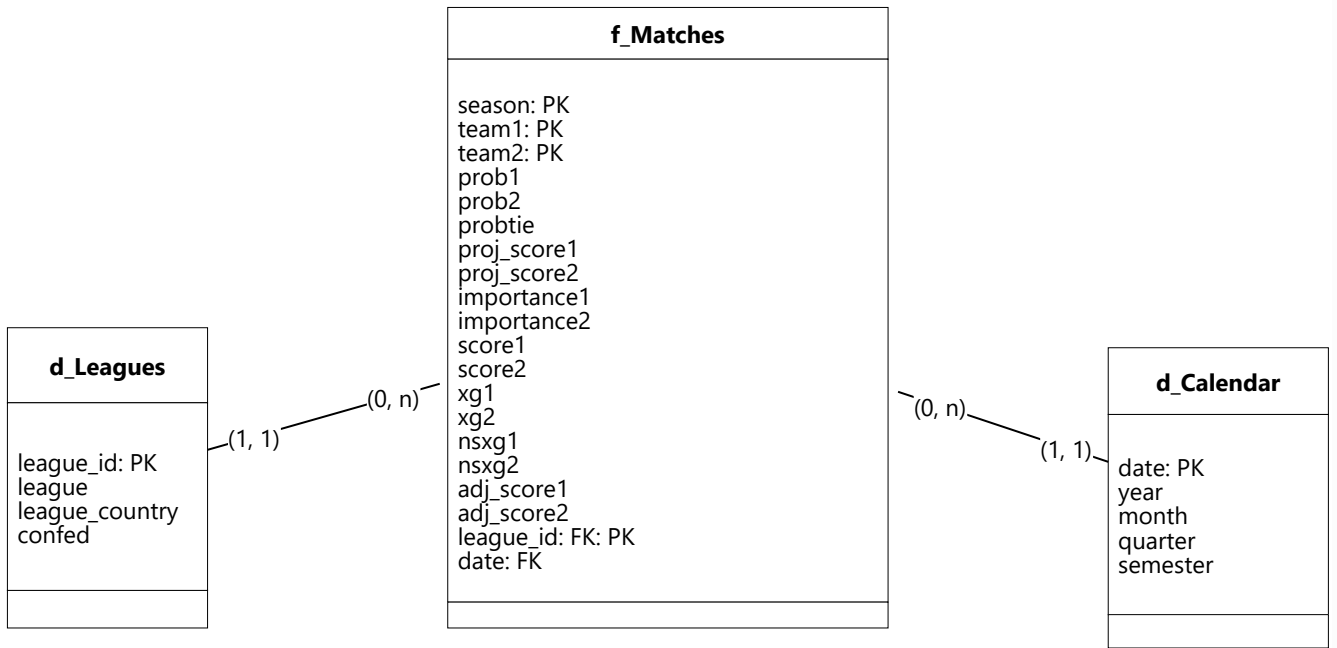 f_Matches
season: PK
team1: PK
team2: PK
prob1
prob2
probtie
proj_score1
proj_score2
importance1
importance2
score1
score2
xg1
xg2
nsxg1
nsxg2
adj_score1
adj_score2
league_id: FK: PK
date: FK
d_Leagues
league_id: PK
league
league_country
confed
(1, 1)
(0, n)
(0, n)
(1, 1)
d_Calendar
date: PK
year
month
quarter
semester